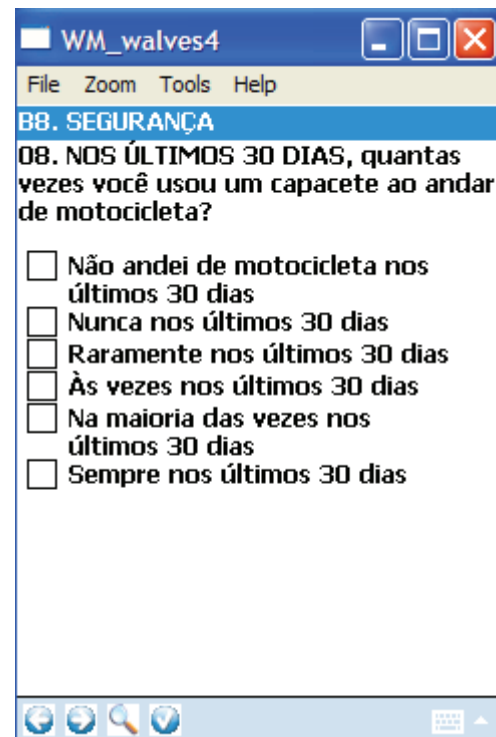 WM_walves4
File Zoom Tools Help
B8. SEGURANÇA
08. NOS ÚLTIMOS 30 DIAS, quantas
vezes você usou um capacete ao andar
de motocicleta?
Não andei de motocicleta nos
últimos 30 dias
Nunca nos últimos 30 dias
Raramente nos últimos 30 dias
Às vezes nos últimos 30 dias
Na maioria das vezes nos
últimos 30 dias
Sempre nos últimos 30 dias